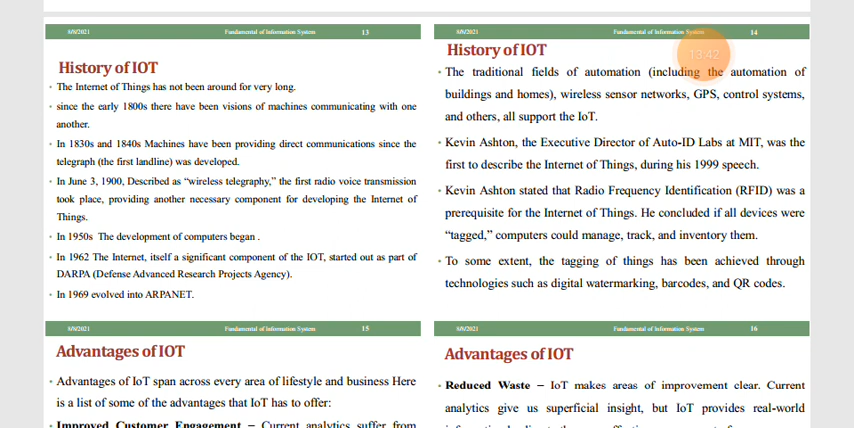 8/9/2021 Fundamental of Information System 13
History of IOT
• The Internet of Things has not been around for very long.
• since the early 1800s there have been visions of machines communicating with one
another.
• In 1830s and 1840s Machines have been providing direct communications since the
telegraph (the first landline) was developed.
• In June 3, 1900, Described as “wireless telegraphy,” the first radio voice transmission
took place, providing another necessary component for developing the Internet of
Things.
• In 1950s The development of computers began .
• In 1962 The Internet, itself a significant component of the IOT, started out as part of
DARPA (Defense Advanced Research Projects Agency).
• In 1969 evolved into ARPANET.
8/9/2021 Fundamental of Information System 14
13:42
History of IOT
• The traditional fields of automation (including the automation of
buildings and homes), wireless sensor networks, GPS, control systems,
and others, all support the IoT.
• Kevin Ashton, the Executive Director of Auto-ID Labs at MIT, was the
first to describe the Internet of Things, during his 1999 speech.
• Kevin Ashton stated that Radio Frequency Identification (RFID) was a
prerequisite for the Internet of Things. He concluded if all devices were
“tagged,” computers could manage, track, and inventory them.
• To some extent, the tagging of things has been achieved through
technologies such as digital watermarking, barcodes, and QR codes.
8/9/2021 Fundamental of Information System 15
Advantages of IOT
• Advantages of IoT span across every area of lifestyle and business Here
is a list of some of the advantages that IoT has to offer:
• Improved Customer Engagement – Current analytics suffer from
8/9/2021 Fundamental of Information System 16
Advantages of IOT
• Reduced Waste – IoT makes areas of improvement clear. Current
analytics give us superficial insight, but IoT provides real-world